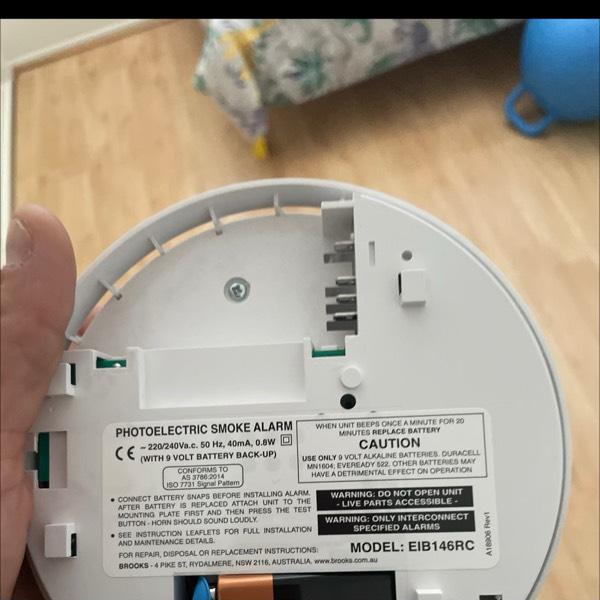 PHOTOELECTRIC SMOKE ALARM
CE ~ 220/240Va.c. 50 Hz, 40mA, 0.8W
(WITH 9 VOLT BATTERY BACK-UP)
CONFORMS TO
AS 3786:2014
ISO 7731 Signal Pattern
• CONNECT BATTERY SNAPS BEFORE INSTALLING ALARM.
AFTER BATTERY IS REPLACED ATTACH UNIT TO THE
MOUNTING PLATE FIRST AND THEN PRESS THE TEST
BUTTON - HORN SHOULD SOUND LOUDLY.
• SEE INSTRUCTION LEAFLETS FOR FULL INSTALLATION
AND MAINTENANCE DETAILS.
FOR REPAIR, DISPOSAL OR REPLACEMENT INSTRUCTIONS:
BROOKS - 4 PIKE ST, RYDALMERE, NSW 2116, AUSTRALIA. www.brooks.com.au
WHEN UNIT BEEPS ONCE A MINUTE FOR 20
MINUTES REPLACE BATTERY
CAUTION
USE ONLY 9 VOLT ALKALINE BATTERIES. DURACELL
MN1604; EVEREADY 522. OTHER BATTERIES MAY
HAVE A DETRIMENTAL EFFECT ON OPERATION
WARNING: DO NOT OPEN UNIT
- LIVE PARTS ACCESSIBLE -
WARNING: ONLY INTERCONNECT
SPECIFIED ALARMS
MODEL: EIB146RC
A18906 Rev1